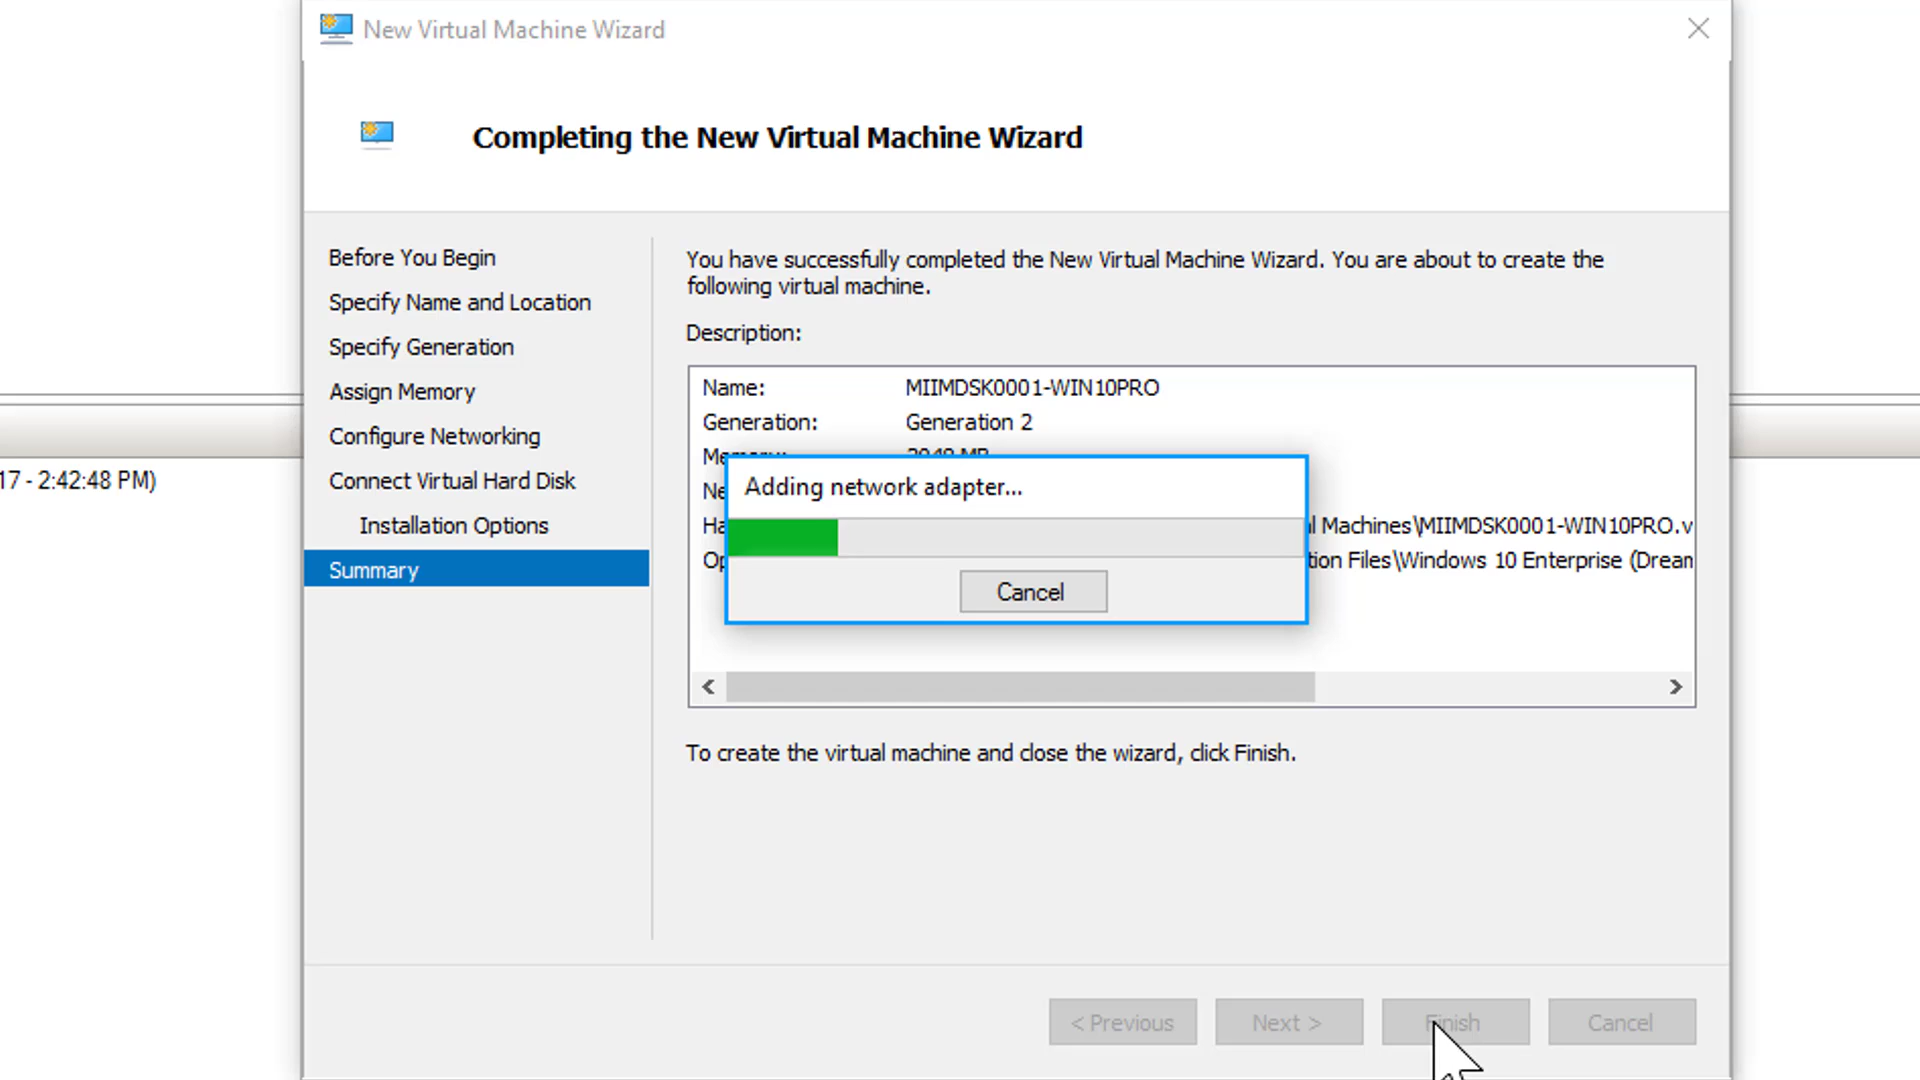 New Virtual Machine Wizard
Completing the New Virtual Machine Wizard
Before You Begin
Specify Name and Location
Specify Generation
Assign Memory
Configure Networking
Connect Virtual Hard Disk
Installation Options
Summary
17 - 2:42:48 PM)
You have successfully completed the New Virtual Machine Wizard. You are about to create the
following virtual machine.
Description:
Name: MIIMDSK0001-WIN10PRO
Generation: Generation 2
Adding network adapter...
Cancel
l Machines\MIIMDSK0001-WIN10PRO.v
tion Files\Windows 10 Enterprise (Dream
To create the virtual machine and close the wizard, click Finish.
< Previous
Next >
Finish
Cancel